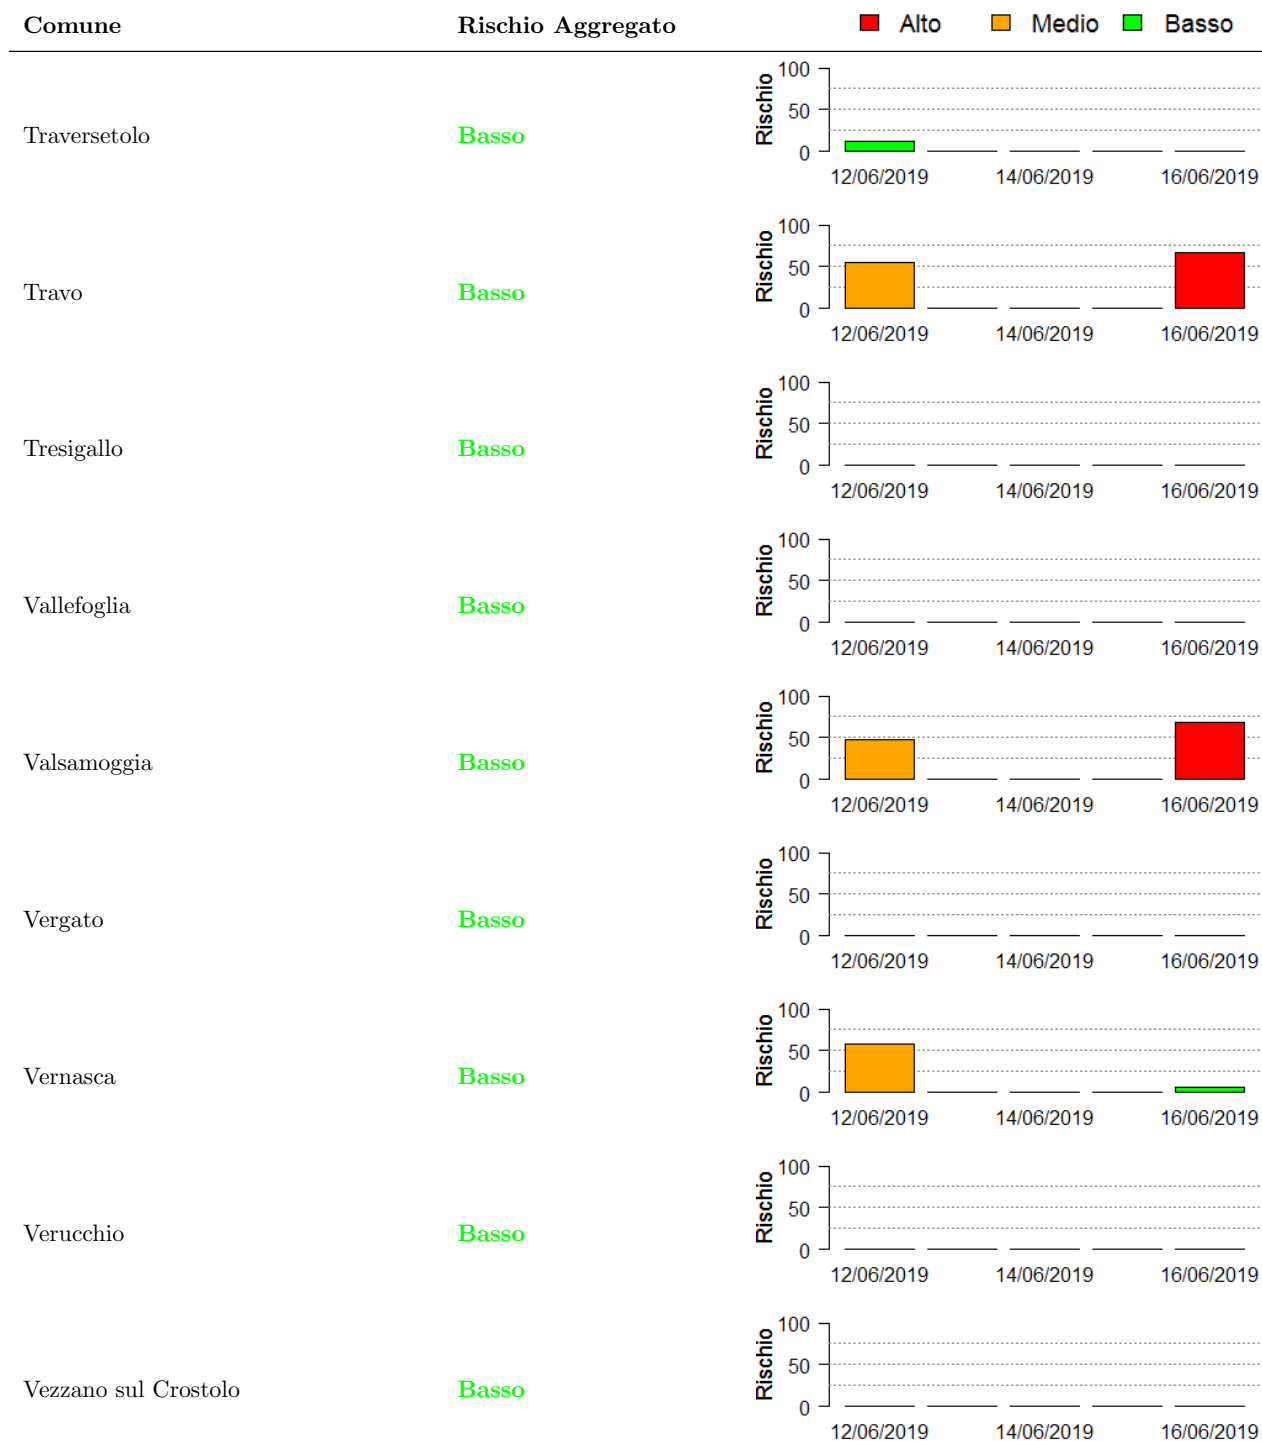 Comune Rischio Aggregato Alto Medio Basso
Traversetolo Basso Rischio 100 50 0
12/06/2019 14/06/2019 16/06/2019
Travo Basso Rischio 100 50 0
12/06/2019 14/06/2019 16/06/2019
Tresigallo Basso Rischio 100 50 0
12/06/2019 14/06/2019 16/06/2019
Vallefoglia Basso Rischio 100 50 0
12/06/2019 14/06/2019 16/06/2019
Valsamoggia Basso Rischio 100 50 0
12/06/2019 14/06/2019 16/06/2019
Vergato Basso Rischio 100 50 0
12/06/2019 14/06/2019 16/06/2019
Vernasca Basso Rischio 100 50 0
12/06/2019 14/06/2019 16/06/2019
Verucchio Basso Rischio 100 50 0
12/06/2019 14/06/2019 16/06/2019
Vezzano sul Crostolo Basso Rischio 100 50 0
12/06/2019 14/06/2019 16/06/2019